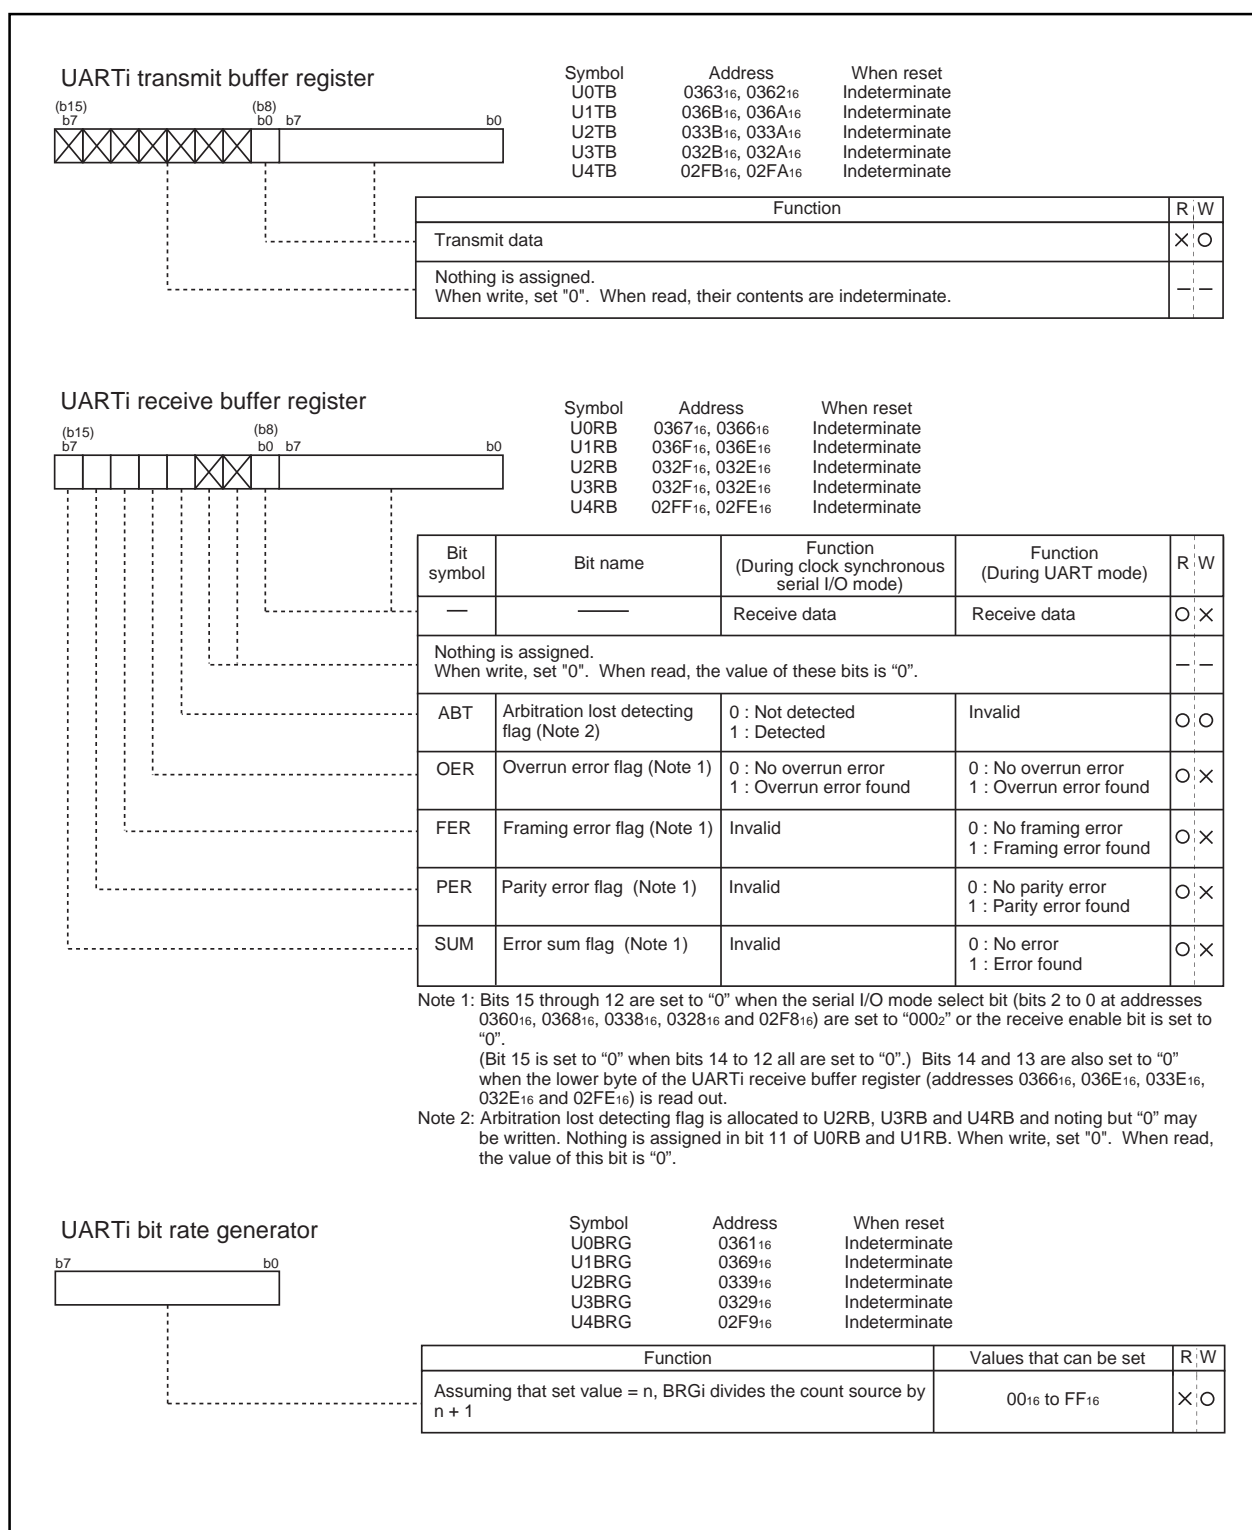 UARTi transmit buffer register
Symbol Address When reset
U0TB 0363₁₆, 0362₁₆ Indeterminate
U1TB 036B₁₆, 036A₁₆ Indeterminate
U2TB 033B₁₆, 033A₁₆ Indeterminate
U3TB 032B₁₆, 032A₁₆ Indeterminate
U4TB 02FB₁₆, 02FA₁₆ Indeterminate
(b15) (b8)
b7 b0 b7 b0
Function R W
Transmit data X O
Nothing is assigned.
When write, set "0". When read, their contents are indeterminate. — —
UARTi receive buffer register
Symbol Address When reset
U0RB 0367₁₆, 0366₁₆ Indeterminate
U1RB 036F₁₆, 036E₁₆ Indeterminate
U2RB 032F₁₆, 032E₁₆ Indeterminate
U3RB 032F₁₆, 032E₁₆ Indeterminate
U4RB 02FF₁₆, 02FE₁₆ Indeterminate
(b15) (b8)
b7 b0 b7 b0
Bit symbol Bit name Function (During clock synchronous serial I/O mode) Function (During UART mode) R W
— — Receive data Receive data O X
Nothing is assigned.
When write, set "0". When read, the value of these bits is “0”. — —
ABT Arbitration lost detecting flag (Note 2) 0 : Not detected 1 : Detected Invalid O O
OER Overrun error flag (Note 1) 0 : No overrun error 1 : Overrun error found 0 : No overrun error 1 : Overrun error found O X
FER Framing error flag (Note 1) Invalid 0 : No framing error 1 : Framing error found O X
PER Parity error flag (Note 1) Invalid 0 : No parity error 1 : Parity error found O X
SUM Error sum flag (Note 1) Invalid 0 : No error 1 : Error found O X
Note 1: Bits 15 through 12 are set to “0” when the serial I/O mode select bit (bits 2 to 0 at addresses
0360₁₆, 0368₁₆, 0338₁₆, 0328₁₆ and 02F8₁₆) are set to “000₂” or the receive enable bit is set to
“0”.
(Bit 15 is set to “0” when bits 14 to 12 all are set to “0”.) Bits 14 and 13 are also set to “0”
when the lower byte of the UARTi receive buffer register (addresses 0366₁₆, 036E₁₆, 033E₁₆,
032E₁₆ and 02FE₁₆) is read out.
Note 2: Arbitration lost detecting flag is allocated to U2RB, U3RB and U4RB and noting but “0” may
be written. Nothing is assigned in bit 11 of U0RB and U1RB. When write, set "0". When read,
the value of this bit is “0”.
UARTi bit rate generator
Symbol Address When reset
U0BRG 0361₁₆ Indeterminate
U1BRG 0369₁₆ Indeterminate
U2BRG 0339₁₆ Indeterminate
U3BRG 0329₁₆ Indeterminate
U4BRG 02F9₁₆ Indeterminate
b7 b0
Function Values that can be set R W
Assuming that set value = n, BRGi divides the count source by
n + 1 00₁₆ to FF₁₆ X O